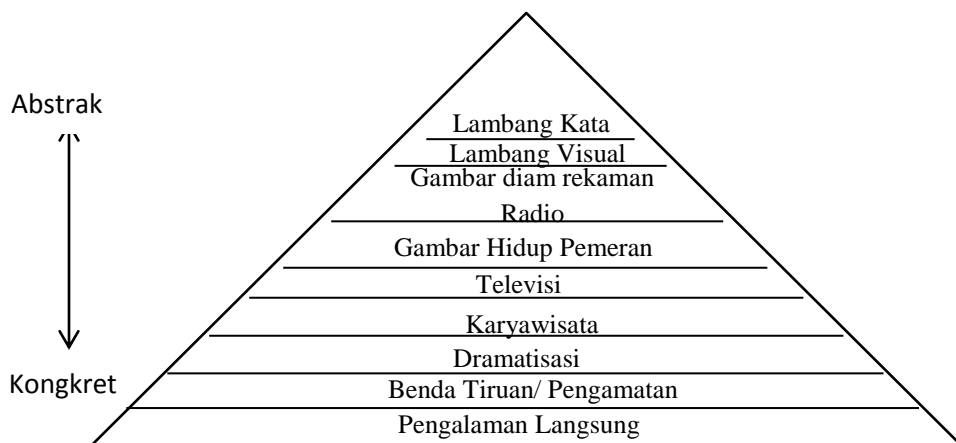 Abstrak
Lambang Kata
Lambang Visual
Gambar diam rekaman
Radio
Gambar Hidup Pemeran
Televisi
Karyawisata
Dramatisasi
Kongkret
Benda Tiruan/ Pengamatan
Pengalaman Langsung